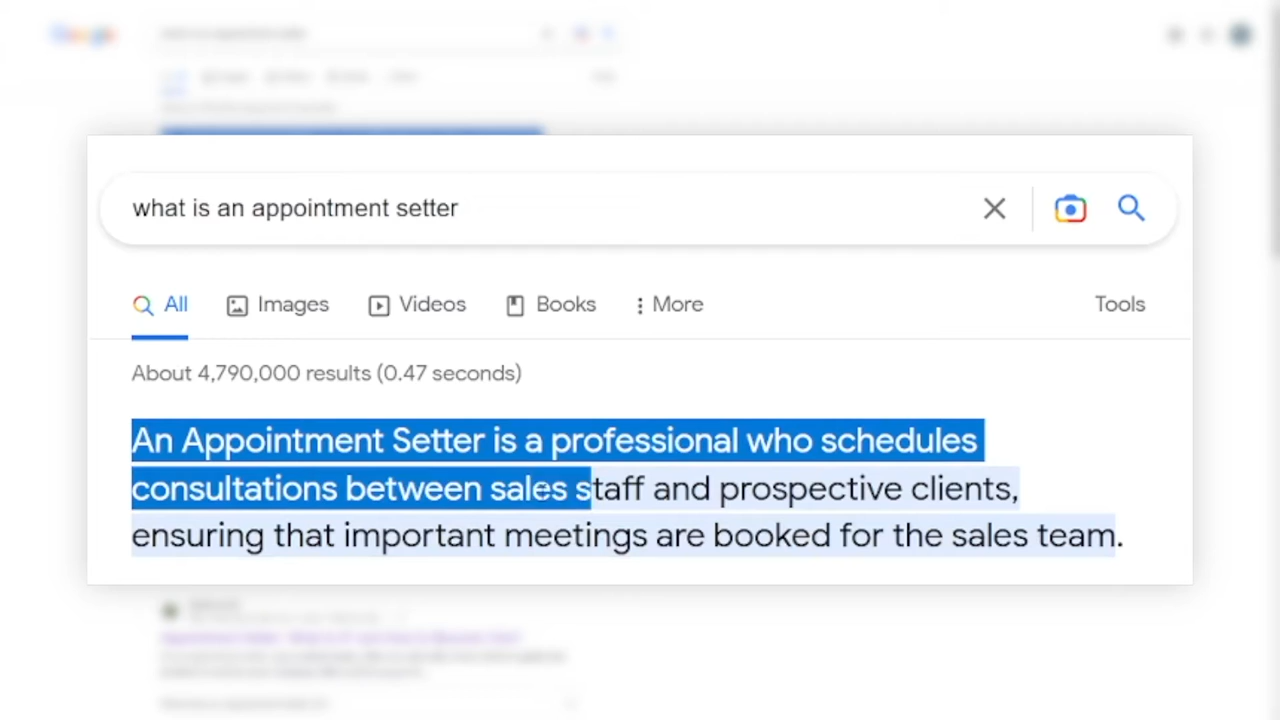 what is an appointment setter
All Images Videos Books More Tools
About 4,790,000 results (0.47 seconds)
An Appointment Setter is a professional who schedules
consultations between sales staff and prospective clients,
ensuring that important meetings are booked for the sales team.